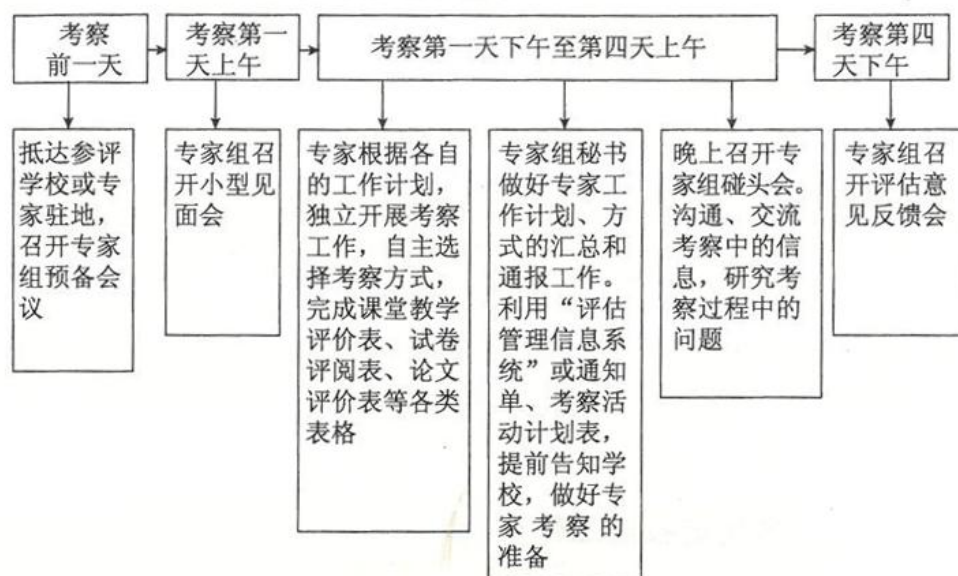 考察
前一天
考察第一
天上午
考察第一天下午至第四天上午
考察第四
天下午
抵达参评
学校或专
家驻地,
召开专家
组预备会
议
专家组召
开小型见
面会
专家根据各自
的工作计划,
独立开展考察
工作，自主选
择考察方式,
完成课堂教学
评价表、试卷
评阅表、论文
评价表等各类
表格
专家组秘书
做好专家工
作计划、方
式的汇总和
通报工作。
利用“评估
管理信息系
统”或通知
单、考察活
动计划表,
提前告知学
校，做好专
家考察的
准备
晚上召开专
家组碰头会。
沟通、交流
考察中的信
息，研究考
察过程中的
问题
专家组召
开评估意
见反馈会